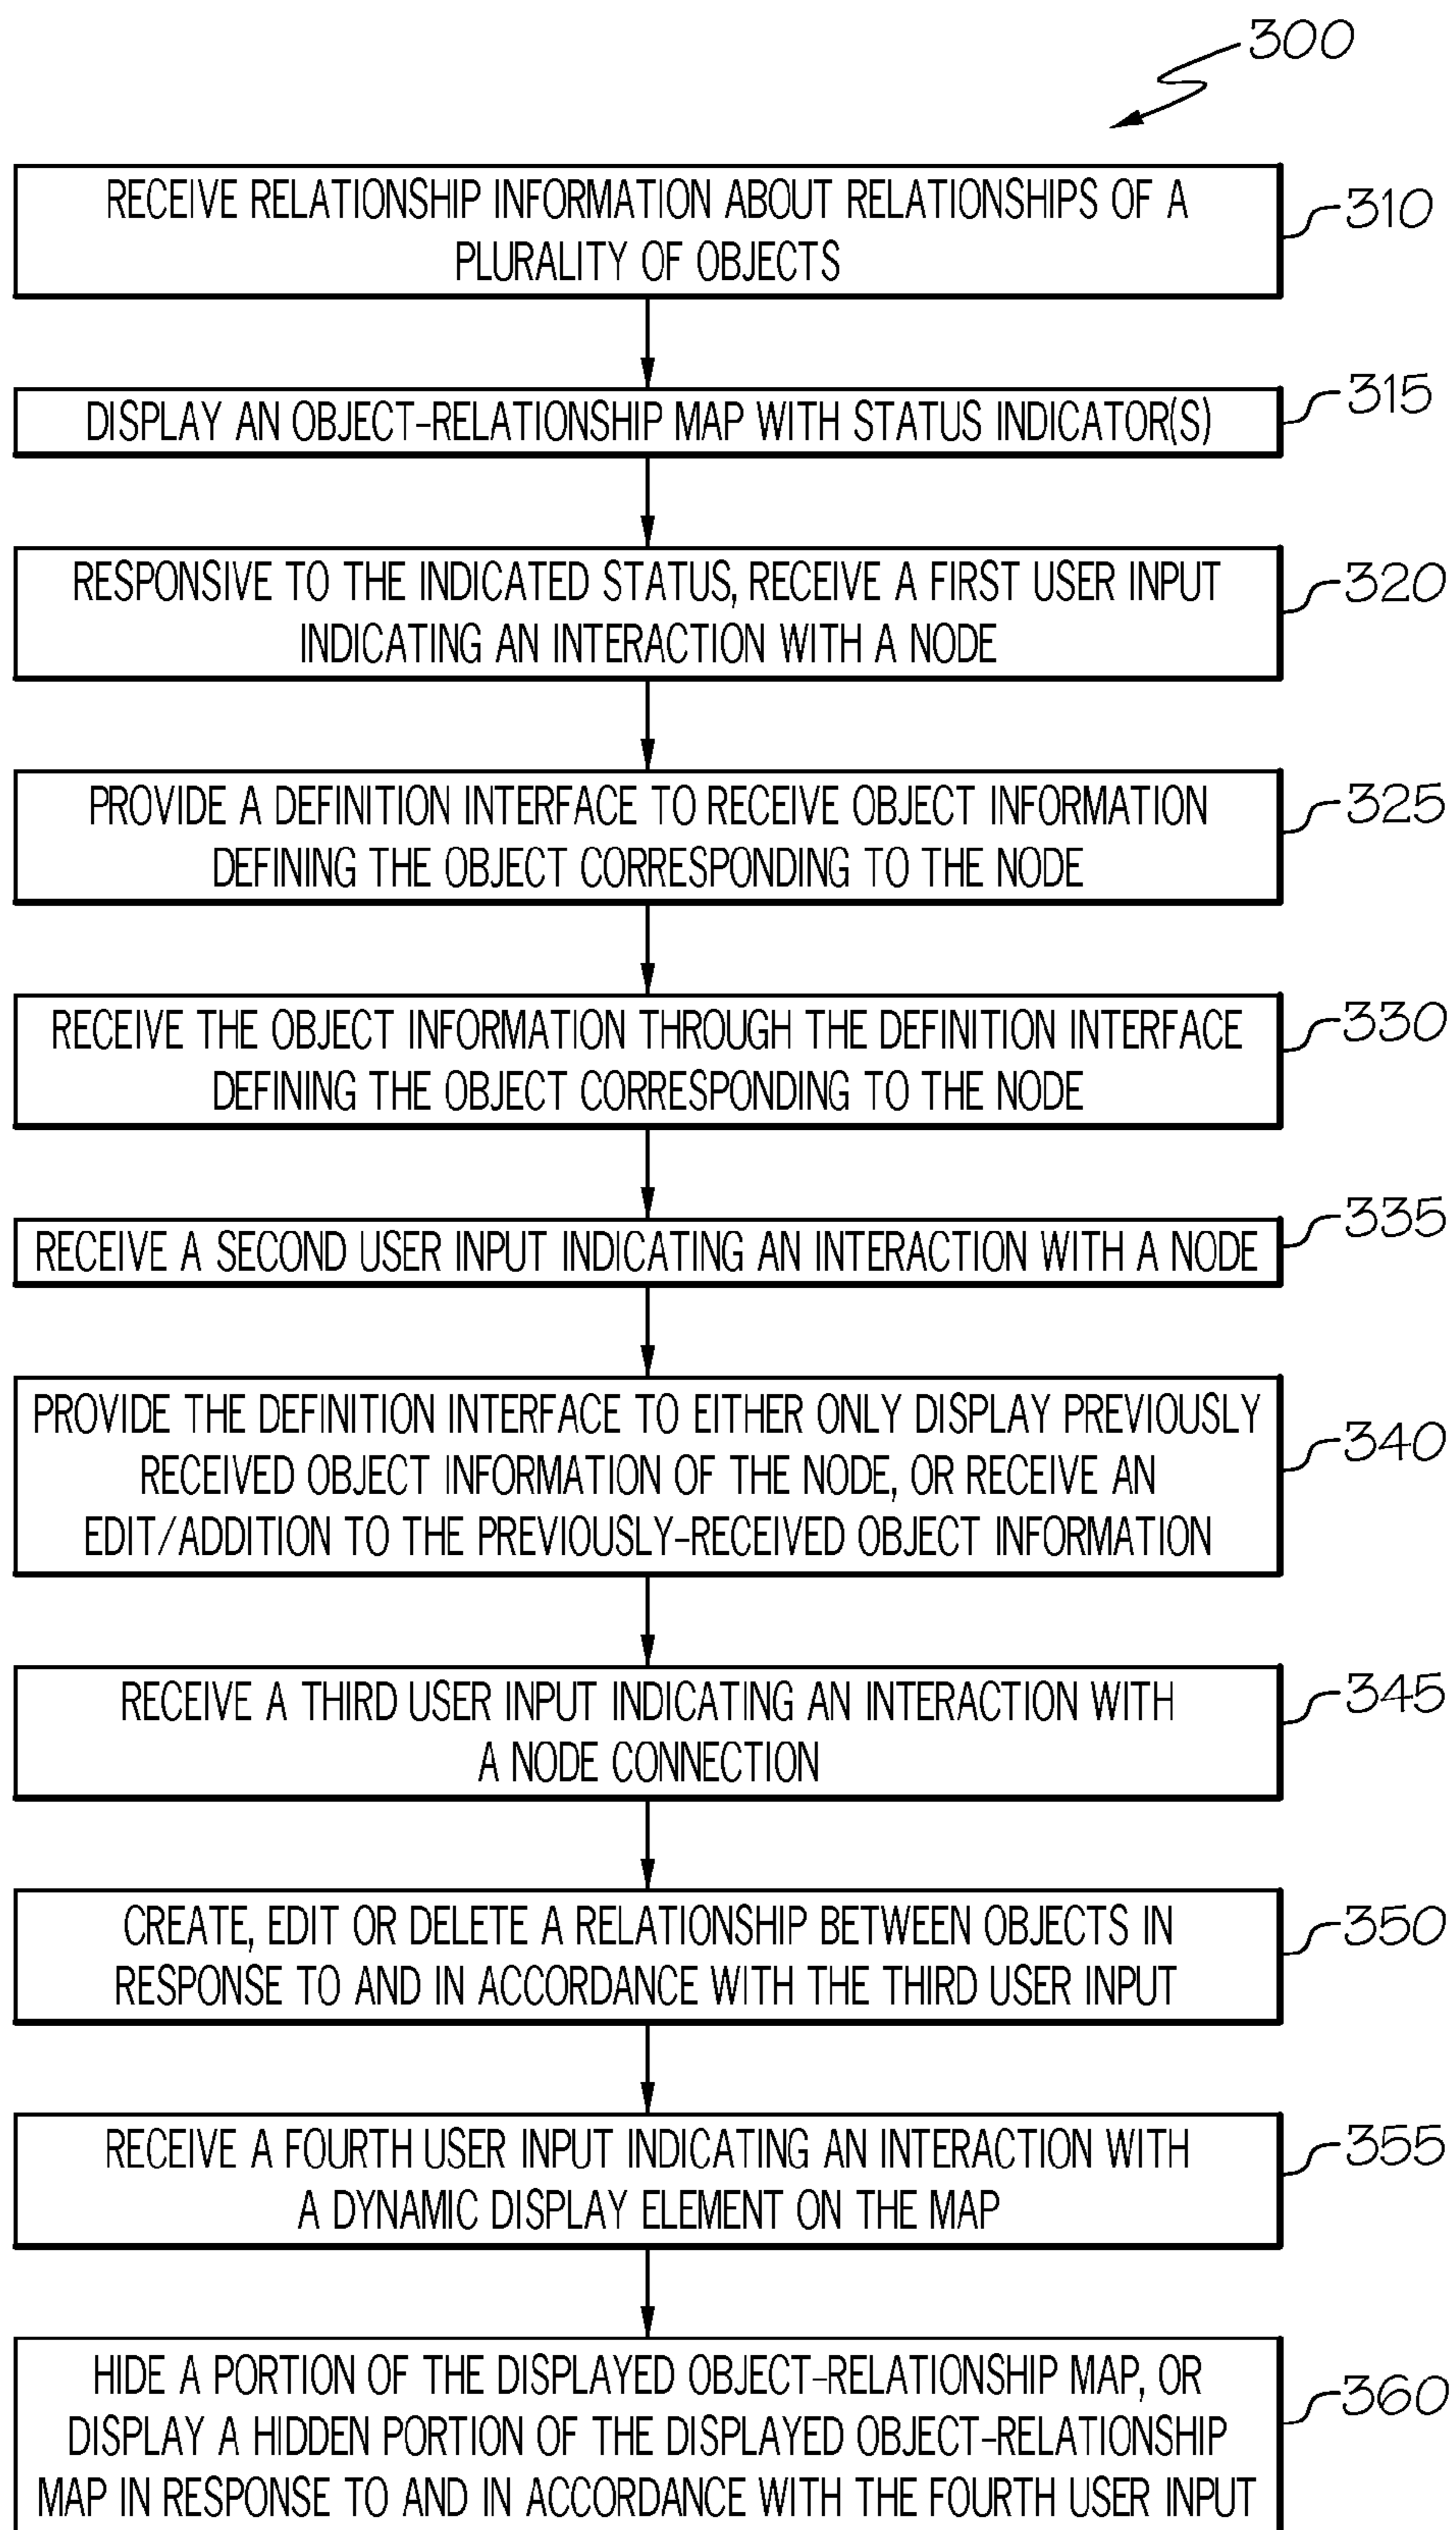 300
RECEIVE RELATIONSHIP INFORMATION ABOUT RELATIONSHIPS OF A
PLURALITY OF OBJECTS
310
DISPLAY AN OBJECT-RELATIONSHIP MAP WITH STATUS INDICATOR(S)
315
RESPONSIVE TO THE INDICATED STATUS, RECEIVE A FIRST USER INPUT
INDICATING AN INTERACTION WITH A NODE
320
PROVIDE A DEFINITION INTERFACE TO RECEIVE OBJECT INFORMATION
DEFINING THE OBJECT CORRESPONDING TO THE NODE
325
RECEIVE THE OBJECT INFORMATION THROUGH THE DEFINITION INTERFACE
DEFINING THE OBJECT CORRESPONDING TO THE NODE
330
RECEIVE A SECOND USER INPUT INDICATING AN INTERACTION WITH A NODE
335
PROVIDE THE DEFINITION INTERFACE TO EITHER ONLY DISPLAY PREVIOUSLY
RECEIVED OBJECT INFORMATION OF THE NODE, OR RECEIVE AN
EDIT/ADDITION TO THE PREVIOUSLY-RECEIVED OBJECT INFORMATION
340
RECEIVE A THIRD USER INPUT INDICATING AN INTERACTION WITH
A NODE CONNECTION
345
CREATE, EDIT OR DELETE A RELATIONSHIP BETWEEN OBJECTS IN
RESPONSE TO AND IN ACCORDANCE WITH THE THIRD USER INPUT
350
RECEIVE A FOURTH USER INPUT INDICATING AN INTERACTION WITH
A DYNAMIC DISPLAY ELEMENT ON THE MAP
355
HIDE A PORTION OF THE DISPLAYED OBJECT-RELATIONSHIP MAP, OR
DISPLAY A HIDDEN PORTION OF THE DISPLAYED OBJECT-RELATIONSHIP
MAP IN RESPONSE TO AND IN ACCORDANCE WITH THE FOURTH USER INPUT
360